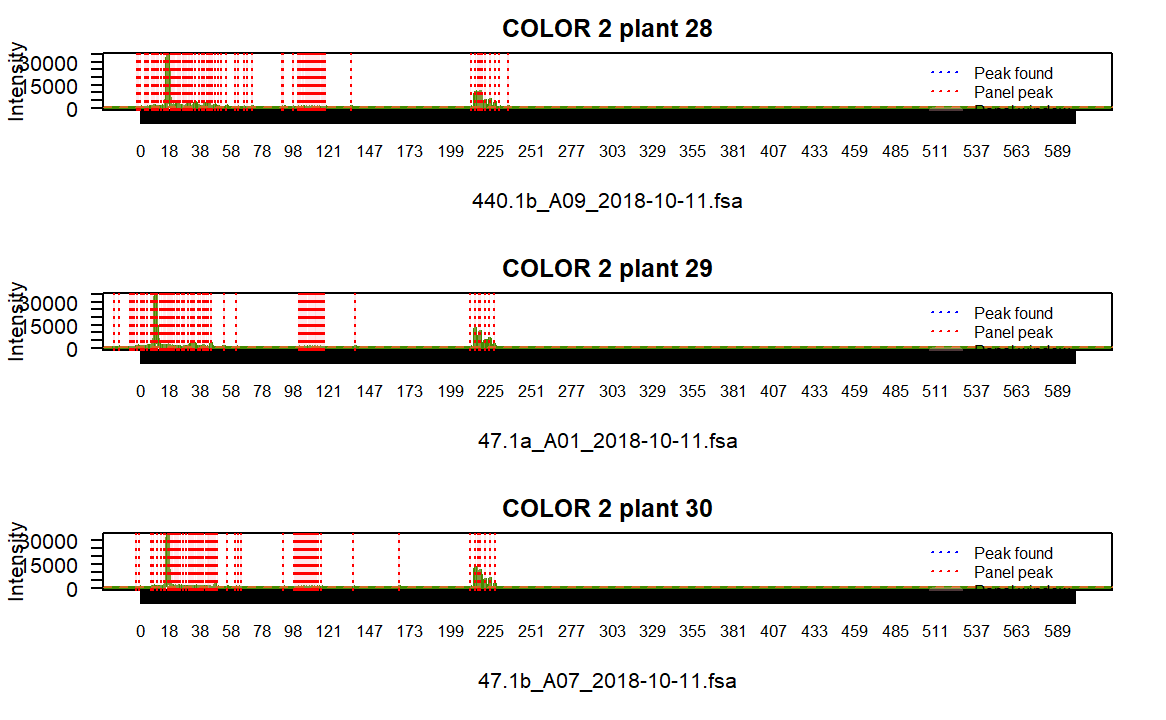 COLOR 2 plant 28
Intensity
30000
15000
0
Peak found
Panel peak
0 18 38 58 78 98 121 147 173 199 225 251 277 303 329 355 381 407 433 459 485 511 537 563 589
440.1b_A09_2018-10-11.fsa
COLOR 2 plant 29
Intensity
30000
15000
0
Peak found
Panel peak
0 18 38 58 78 98 121 147 173 199 225 251 277 303 329 355 381 407 433 459 485 511 537 563 589
47.1a_A01_2018-10-11.fsa
COLOR 2 plant 30
Intensity
30000
15000
0
Peak found
Panel peak
0 18 38 58 78 98 121 147 173 199 225 251 277 303 329 355 381 407 433 459 485 511 537 563 589
47.1b_A07_2018-10-11.fsa